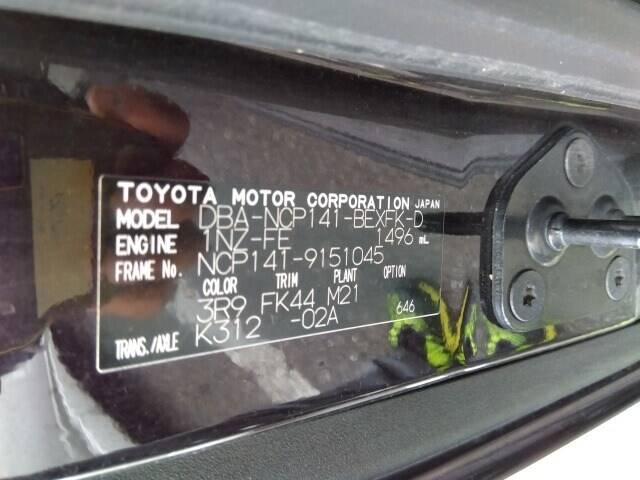 TOYOTA MOTOR CORPORATION JAPAN
MODEL DBA-NCP141-BEXFK-D
ENGINE 1NZ-FE 1496 mL
FRAME No. NCP141-9151045
COLOR TRIM PLANT OPTION
3R9 FK44 M21
TRANS./AXLE K312 -02A 646